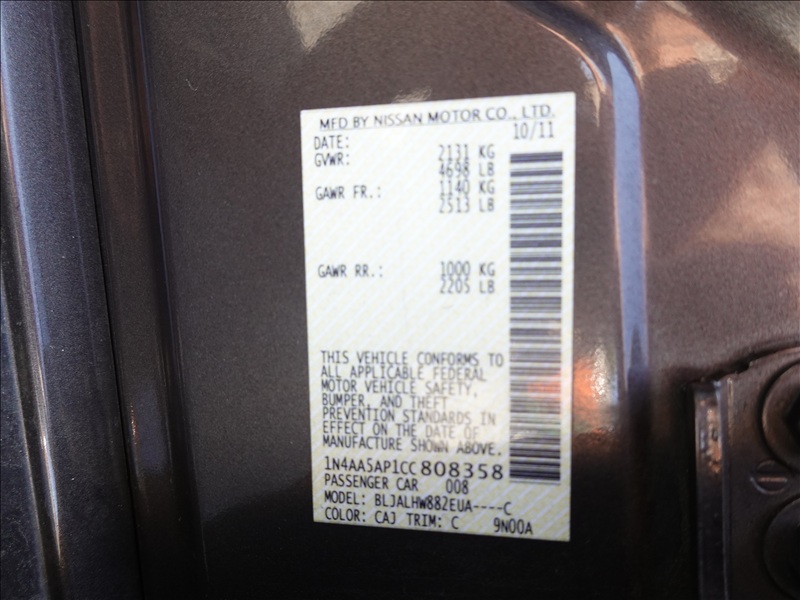 MFD BY NISSAN MOTOR CO., LTD.
DATE: 10/11
GVWR: 2131 KG
4698 LB
GAWR FR.: 1140 KG
2513 LB
GAWR RR.: 1000 KG
2205 LB
THIS VEHICLE CONFORMS TO
ALL APPLICABLE FEDERAL
MOTOR VEHICLE SAFETY,
BUMPER, AND THEFT
PREVENTION STANDARDS IN
EFFECT ON THE DATE OF
MANUFACTURE SHOWN ABOVE.
1N4AA5AP1CC808358
PASSENGER CAR 008
MODEL: BLJALHW882EUA----C
COLOR: CAJ TRIM: C 9N00A